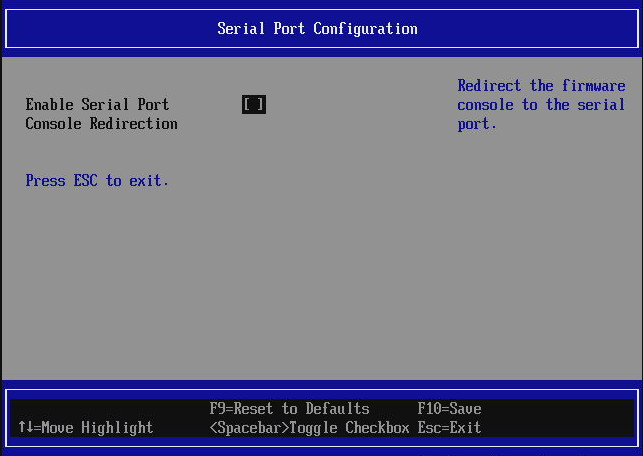 Serial Port Configuration
Redirect the firmware
Enable Serial Port [ ] console to the serial
Console Redirection port.
Press ESC to exit.
F9=Reset to Defaults F10=Save
↑↓=Move Highlight <Spacebar>Toggle Checkbox Esc=Exit